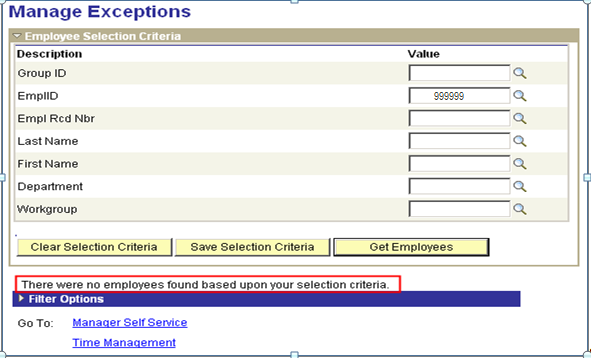 Manage Exceptions
Employee Selection Criteria
Description Value
Group ID
EmplID 999999
Empl Rcd Nbr
Last Name
First Name
Department
Workgroup
Clear Selection Criteria Save Selection Criteria Get Employees
There were no employees found based upon your selection criteria.
Filter Options
Go To: Manager Self Service
Time Management